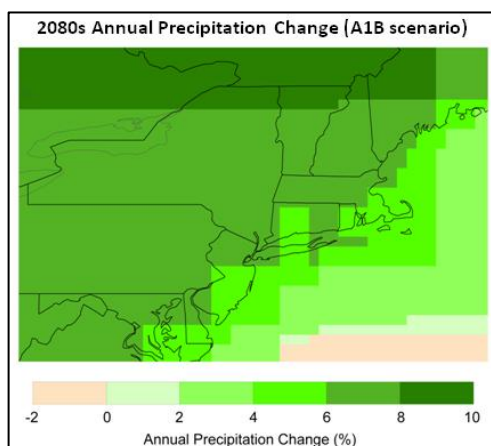 2080s Annual Precipitation Change (A1B scenario)
-2 0 2 4 6 8 10
Annual Precipitation Change (%)